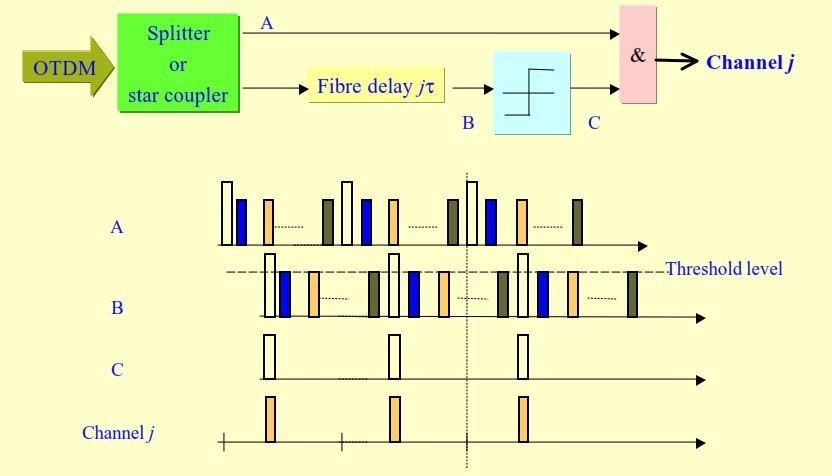 A
OTDM
Splitter
or
star coupler
Fibre delay jτ
B
C
&
Channel j
A
Threshold level
B
C
Channel j